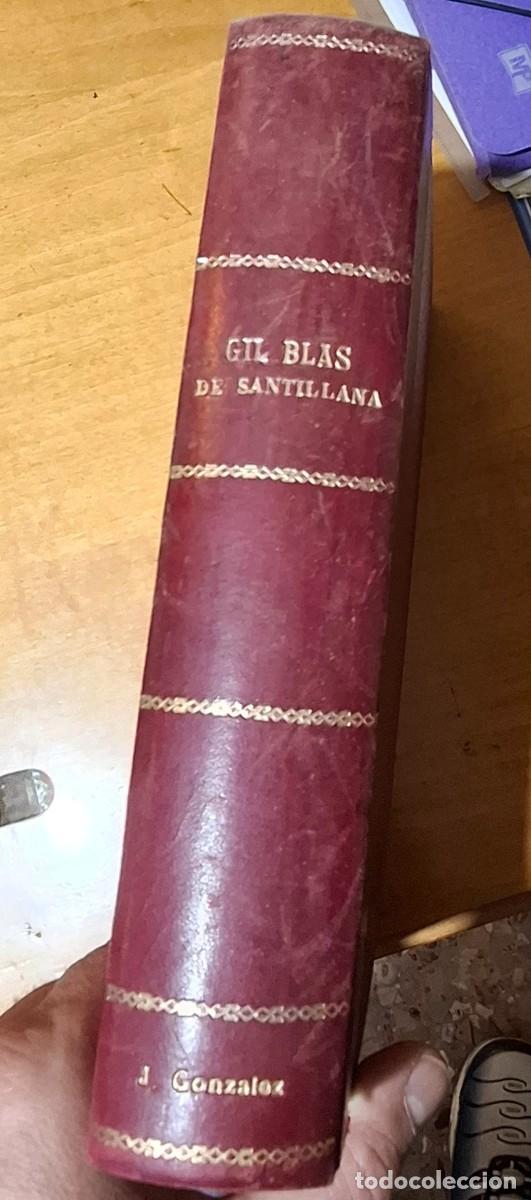 GIL BLAS
DE SANTILLANA
J. Gonzalez
todocoleccion